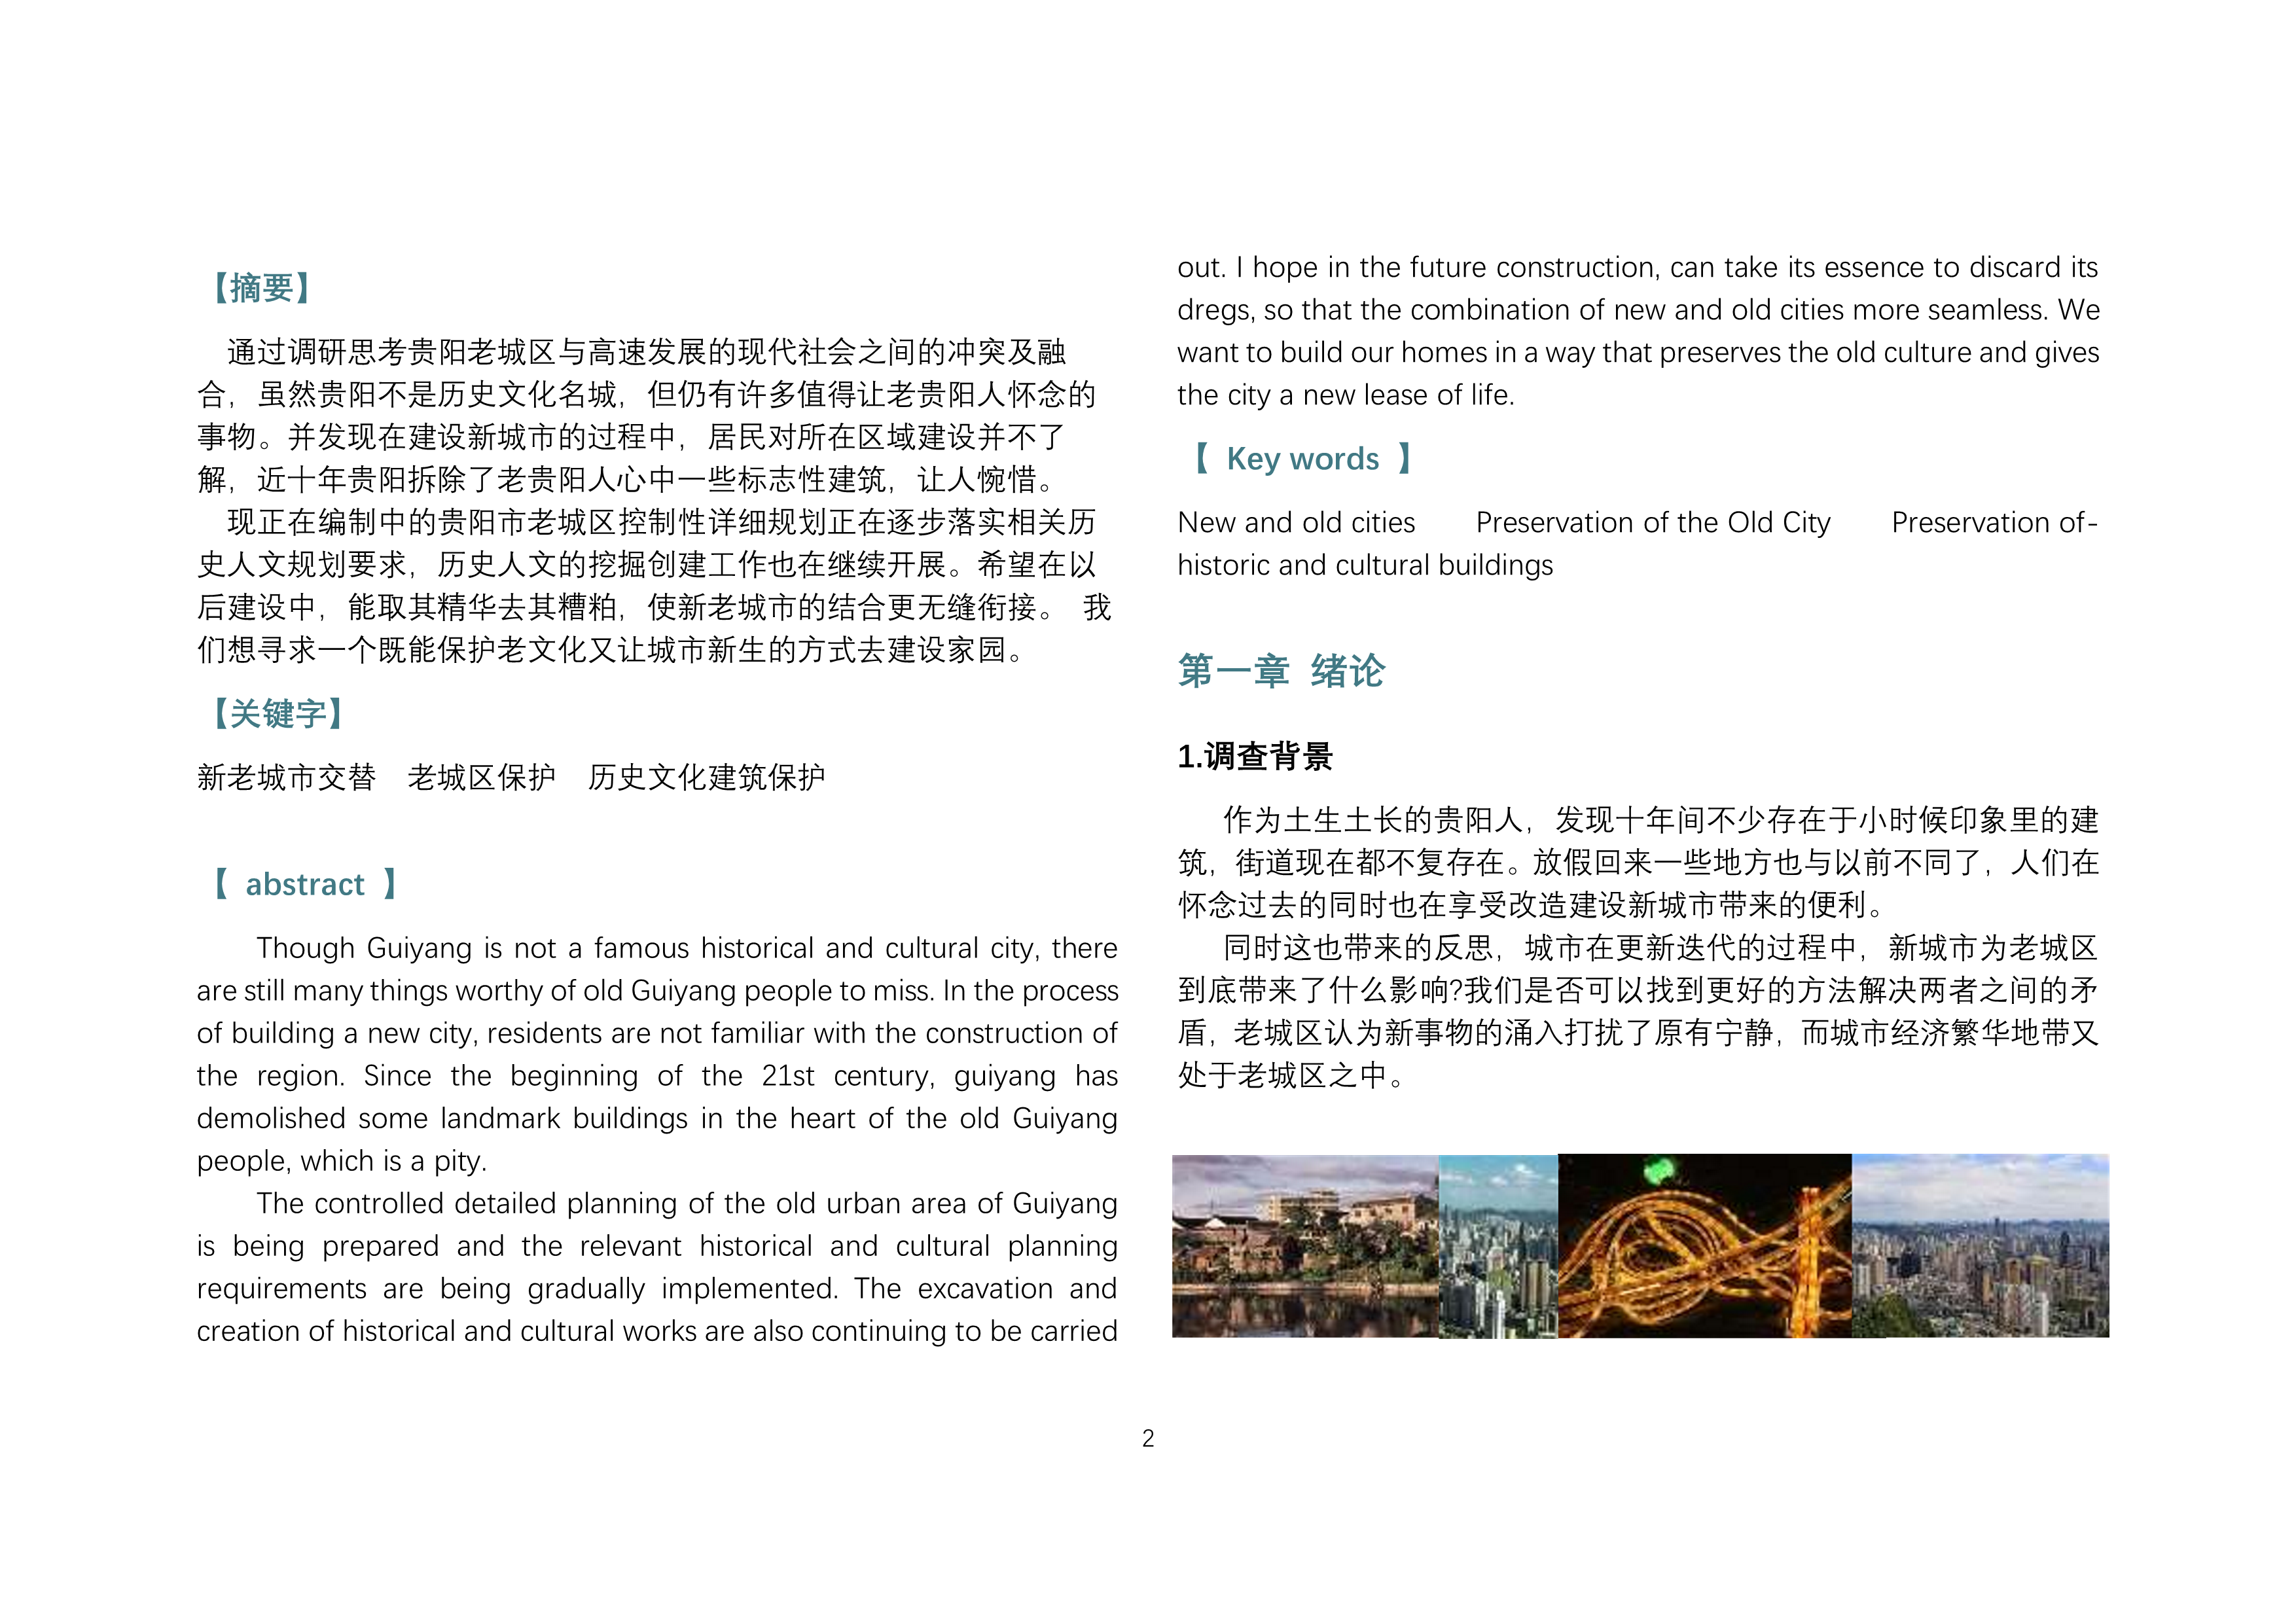 【摘要】
通过调研思考贵阳老城区与高速发展的现代社会之间的冲突及融
合，虽然贵阳不是历史文化名城，但仍有许多值得让老贵阳人怀念的
事物。并发现在建设新城市的过程中，居民对所在区域建设并不了
解，近十年贵阳拆除了老贵阳人心中一些标志性建筑，让人惋惜。
现正在编制中的贵阳市老城区控制性详细规划正在逐步落实相关历
史人文规划要求，历史人文的挖掘创建工作也在继续开展。希望在以
后建设中，能取其精华去其糟粕，使新老城市的结合更无缝衔接。 我
们想寻求一个既能保护老文化又让城市新生的方式去建设家园。
【关键字】
新老城市交替 老城区保护 历史文化建筑保护
【 abstract 】
Though Guiyang is not a famous historical and cultural city, there
are still many things worthy of old Guiyang people to miss. In the process
of building a new city, residents are not familiar with the construction of
the region. Since the beginning of the 21st century, guiyang has
demolished some landmark buildings in the heart of the old Guiyang
people, which is a pity.
The controlled detailed planning of the old urban area of Guiyang
is being prepared and the relevant historical and cultural planning
requirements are being gradually implemented. The excavation and
creation of historical and cultural works are also continuing to be carried
out. I hope in the future construction, can take its essence to discard its
dregs, so that the combination of new and old cities more seamless. We
want to build our homes in a way that preserves the old culture and gives
the city a new lease of life.
【 Key words 】
New and old cities Preservation of the Old City Preservation of-
historic and cultural buildings
第一章 绪论
1.调查背景
作为土生土长的贵阳人，发现十年间不少存在于小时候印象里的建
筑，街道现在都不复存在。放假回来一些地方也与以前不同了，人们在
怀念过去的同时也在享受改造建设新城市带来的便利。
同时这也带来的反思，城市在更新迭代的过程中，新城市为老城区
到底带来了什么影响?我们是否可以找到更好的方法解决两者之间的矛
盾，老城区认为新事物的涌入打扰了原有宁静，而城市经济繁华地带又
处于老城区之中。
2